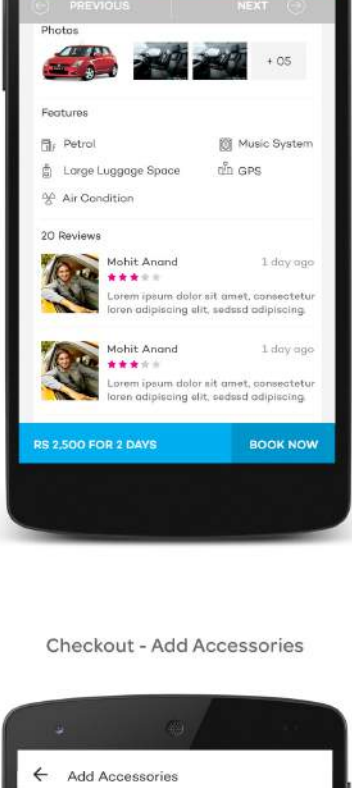 PREVIOUS NEXT
Photos
+ 05
Features
Petrol Music System
Large Luggage Space GPS
Air Condition
20 Reviews
Mohit Anand 1 day ago
Lorem ipsum dolor sit amet, consectetur
loren adipiscing elit, sedssd adipiscing.
Mohit Anand 1 day ago
Lorem ipsum dolor sit amet, consectetur
loren adipiscing elit, sedssd adipiscing.
RS 2,500 FOR 2 DAYS BOOK NOW
Checkout - Add Accessories
Add Accessories